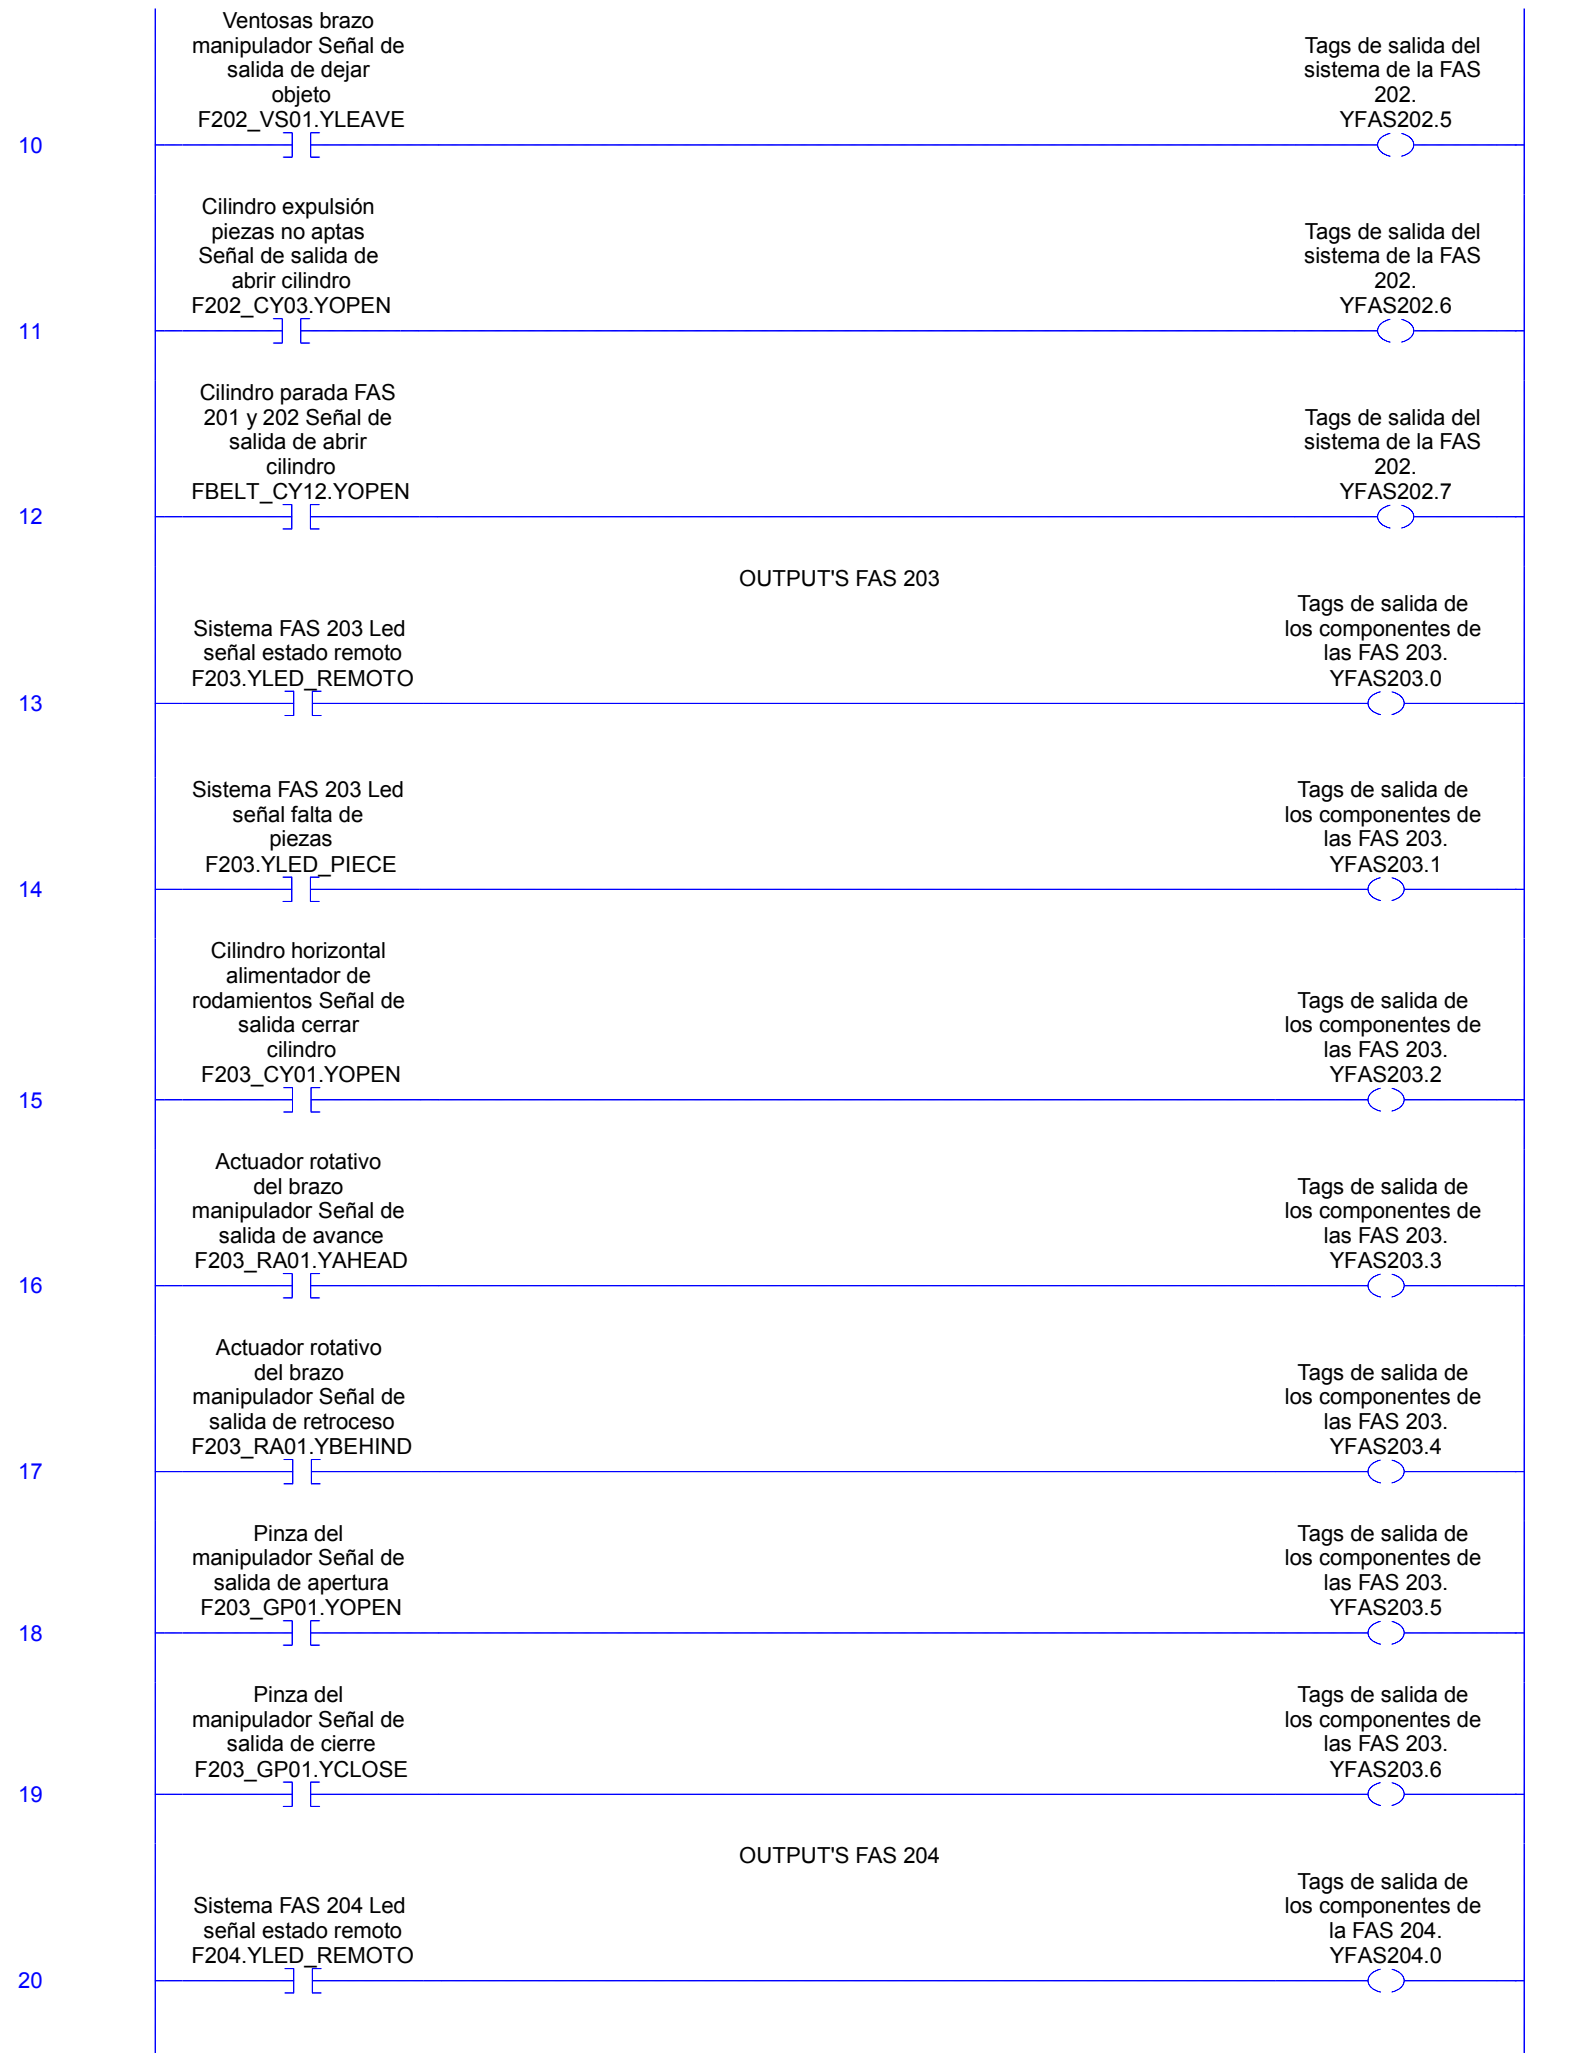 Ventosas brazo
manipulador Señal de
salida de dejar
objeto
F202_VS01.YLEAVE
Tags de salida del
sistema de la FAS
202.
YFAS202.5
10
Cilindro expulsión
piezas no aptas
Señal de salida de
abrir cilindro
F202_CY03.YOPEN
Tags de salida del
sistema de la FAS
202.
YFAS202.6
11
Cilindro parada FAS
201 y 202 Señal de
salida de abrir
cilindro
FBELT_CY12.YOPEN
Tags de salida del
sistema de la FAS
202.
YFAS202.7
12
OUTPUT'S FAS 203
Sistema FAS 203 Led
señal estado remoto
F203.YLED_REMOTO
Tags de salida de
los componentes de
las FAS 203.
YFAS203.0
13
Sistema FAS 203 Led
señal falta de
piezas
F203.YLED_PIECE
Tags de salida de
los componentes de
las FAS 203.
YFAS203.1
14
Cilindro horizontal
alimentador de
rodamientos Señal de
salida cerrar
cilindro
F203_CY01.YOPEN
Tags de salida de
los componentes de
las FAS 203.
YFAS203.2
15
Actuador rotativo
del brazo
manipulador Señal de
salida de avance
F203_RA01.YAHEAD
Tags de salida de
los componentes de
las FAS 203.
YFAS203.3
16
Actuador rotativo
del brazo
manipulador Señal de
salida de retroceso
F203_RA01.YBEHIND
Tags de salida de
los componentes de
las FAS 203.
YFAS203.4
17
Pinza del
manipulador Señal de
salida de apertura
F203_GP01.YOPEN
Tags de salida de
los componentes de
las FAS 203.
YFAS203.5
18
Pinza del
manipulador Señal de
salida de cierre
F203_GP01.YCLOSE
Tags de salida de
los componentes de
las FAS 203.
YFAS203.6
19
OUTPUT'S FAS 204
Sistema FAS 204 Led
señal estado remoto
F204.YLED_REMOTO
Tags de salida de
los componentes de
la FAS 204.
YFAS204.0
20